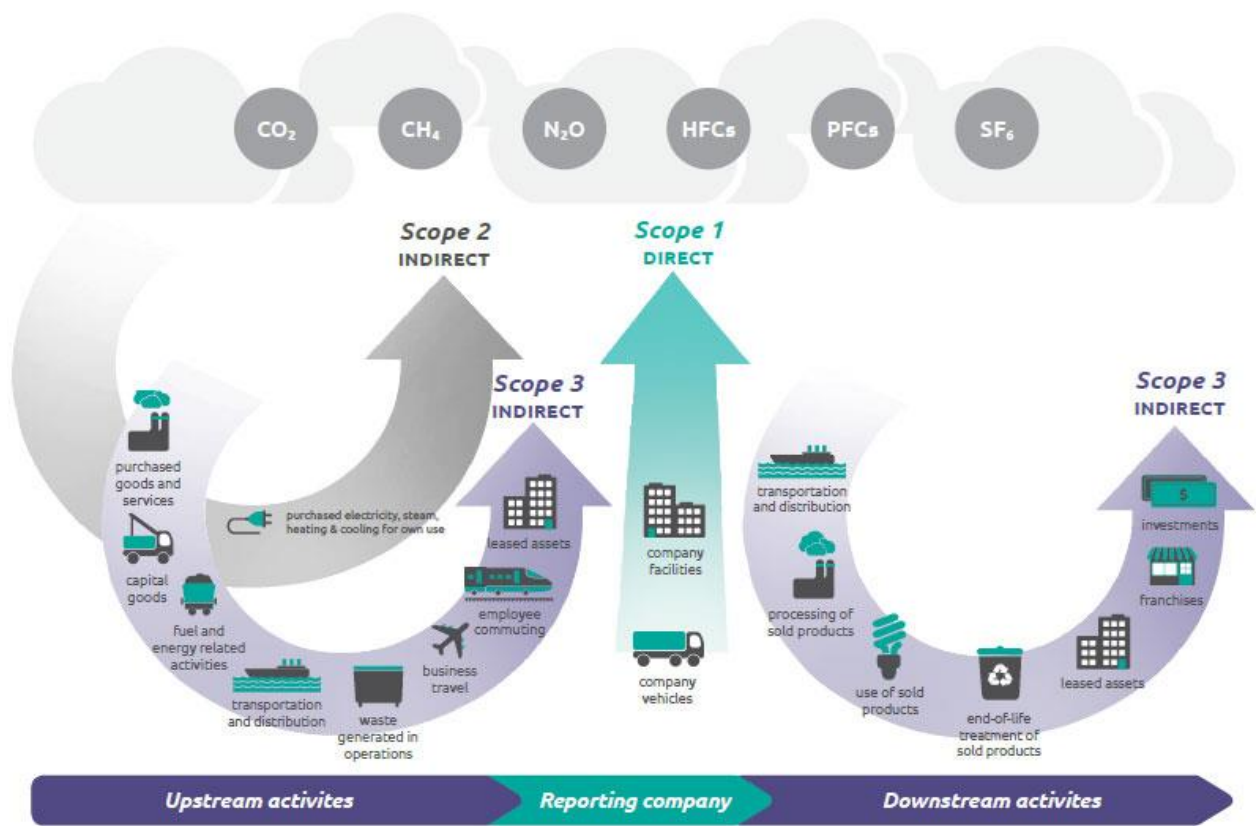 CO₂
CH₄
N₂O
HFCs
PFCs
SF₆
Scope 2
INDIRECT
Scope 1
DIRECT
Scope 3
INDIRECT
Scope 3
INDIRECT
purchased
goods and
services
capital
goods
fuel and
energy related
activities
transportation
and distribution
waste
generated in
operations
business
travel
employee
commuting
leased assets
purchased electricity, steam,
heating & cooling for own use
company
facilities
company
vehicles
transportation
and distribution
processing of
sold products
use of sold
products
end-of-life
treatment of
sold products
leased assets
franchises
$
investments
Upstream activites
Reporting company
Downstream activites